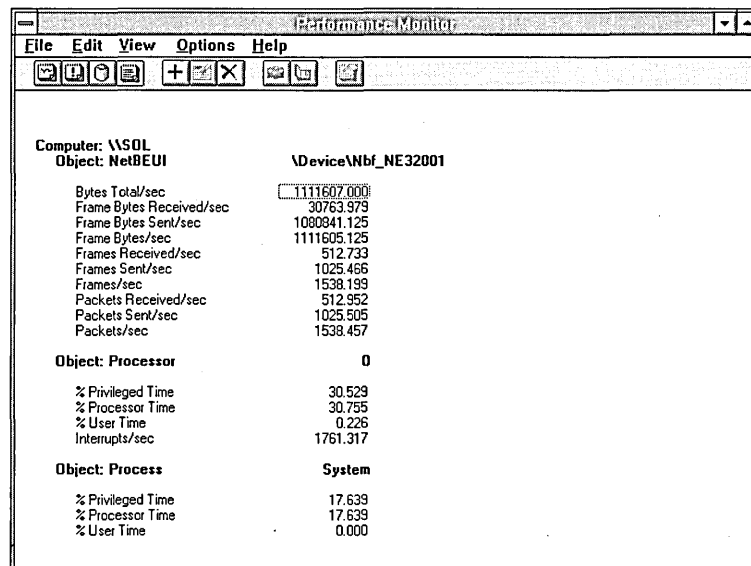 Performance Monitor
File Edit View Options Help
Computer: \\SOL
Object: NetBEUI \Device\Nbf_NE32001
Bytes Total/sec 1111607.000
Frame Bytes Received/sec 30763.979
Frame Bytes Sent/sec 1080841.125
Frame Bytes/sec 1111605.125
Frames Received/sec 512.733
Frames Sent/sec 1025.466
Frames/sec 1538.199
Packets Received/sec 512.952
Packets Sent/sec 1025.505
Packets/sec 1538.457
Object: Processor 0
% Privileged Time 30.529
% Processor Time 30.755
% User Time 0.226
Interrupts/sec 1761.317
Object: Process System
% Privileged Time 17.639
% Processor Time 17.639
% User Time 0.000